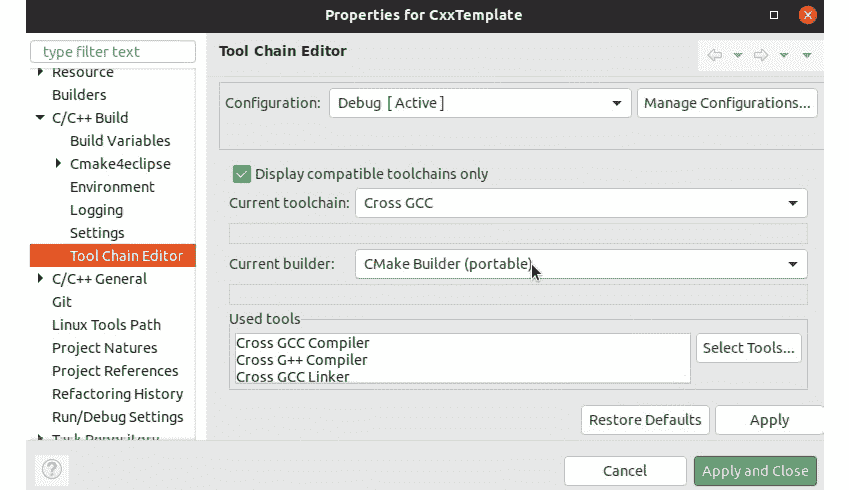 Properties for CxxTemplate
type filter text
Resource
Builders
C/C++ Build
Build Variables
Cmake4eclipse
Environment
Logging
Settings
Tool Chain Editor
C/C++ General
Git
Linux Tools Path
Project Natures
Project References
Refactoring History
Run/Debug Settings
Task Repository
Tool Chain Editor
Configuration: Debug [ Active ] Manage Configurations...
Display compatible toolchains only
Current toolchain: Cross GCC
Current builder: CMake Builder (portable)
Used tools
Cross GCC Compiler
Cross G++ Compiler
Cross GCC Linker
Select Tools...
Restore Defaults Apply
? Cancel Apply and Close